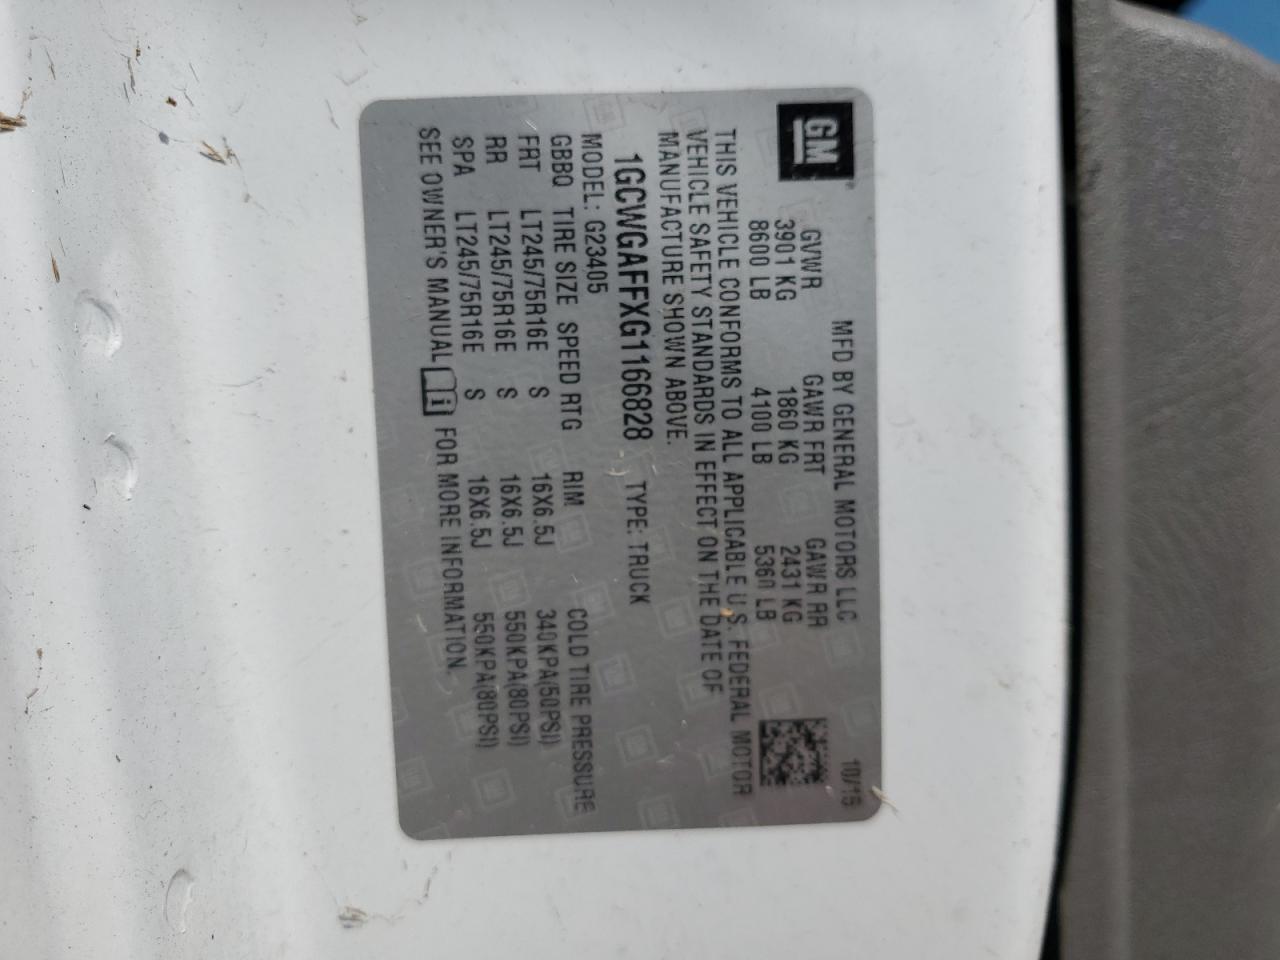 GM
MFD BY GENERAL MOTORS LLC 10/15
GVWR GAWR FRT GAWR RR
3901 KG 1860 KG 2431 KG
8600 LB 4100 LB 5360 LB
THIS VEHICLE CONFORMS TO ALL APPLICABLE U.S. FEDERAL MOTOR
VEHICLE SAFETY STANDARDS IN EFFECT ON THE DATE OF
MANUFACTURE SHOWN ABOVE.
1GCWGAFFXG1166828 TYPE: TRUCK
MODEL: G23405
GBBQ TIRE SIZE SPEED RTG RIM COLD TIRE PRESSURE
FRT LT245/75R16E S 16X6.5J 340KPA(50PSI)
RR LT245/75R16E S 16X6.5J 550KPA(80PSI)
SPA LT245/75R16E S 16X6.5J 550KPA(80PSI)
SEE OWNER'S MANUAL i FOR MORE INFORMATION.